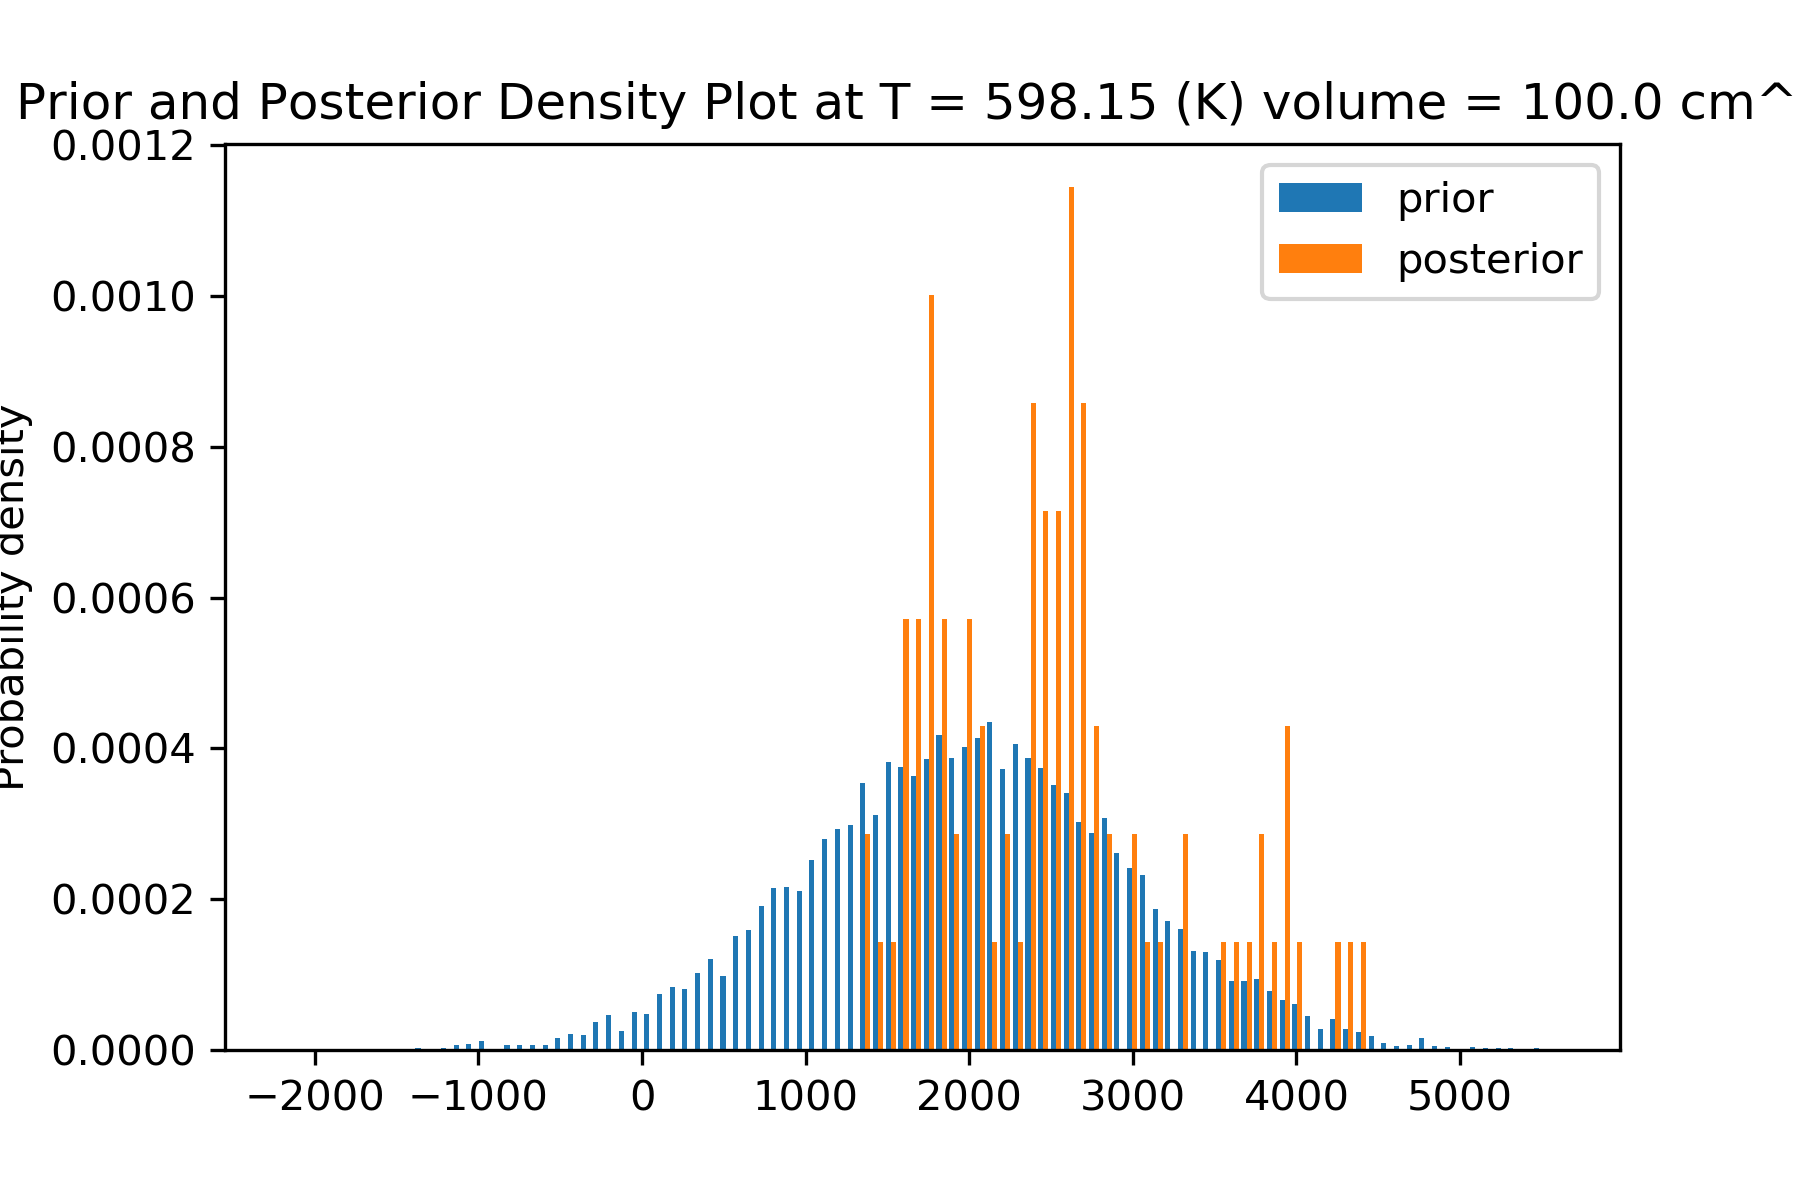 Prior and Posterior Density Plot at T = 598.15 (K) volume = 100.0 cm^
0.0012
0.0010
0.0008
0.0006
0.0004
0.0002
0.0000
Probability density
prior
posterior
−2000 −1000 0 1000 2000 3000 4000 5000